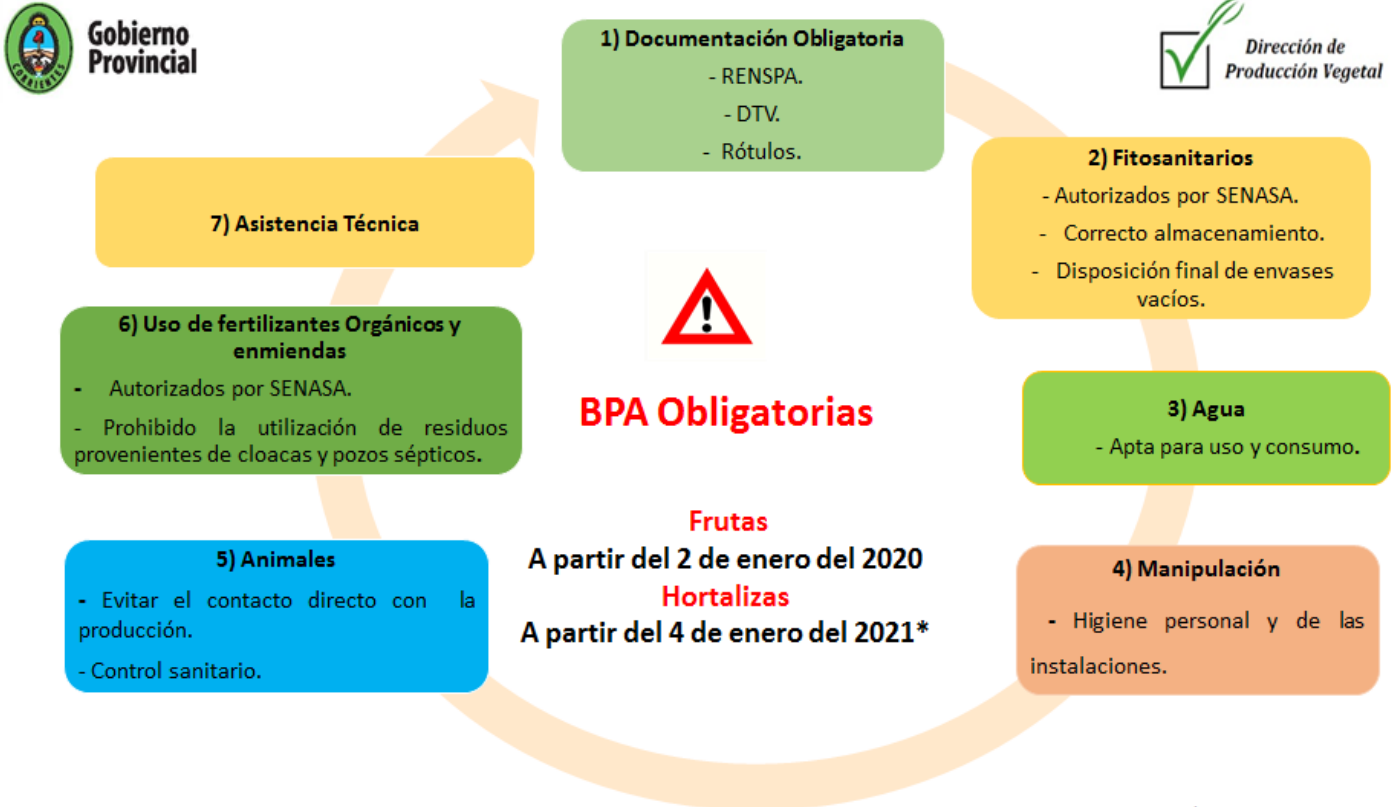 Gobierno
Provincial
CORRIENTES
Dirección de
Producción Vegetal
1) Documentación Obligatoria
- RENSPA.
- DTV.
- Rótulos.
2) Fitosanitarios
- Autorizados por SENASA.
- Correcto almacenamiento.
- Disposición final de envases
vacíos.
3) Agua
- Apta para uso y consumo.
4) Manipulación
- Higiene personal y de las
instalaciones.
5) Animales
- Evitar el contacto directo con la
producción.
- Control sanitario.
6) Uso de fertilizantes Orgánicos y
enmiendas
- Autorizados por SENASA.
- Prohibido la utilización de residuos
provenientes de cloacas y pozos sépticos.
7) Asistencia Técnica
!
BPA Obligatorias
Frutas
A partir del 2 de enero del 2020
Hortalizas
A partir del 4 de enero del 2021*